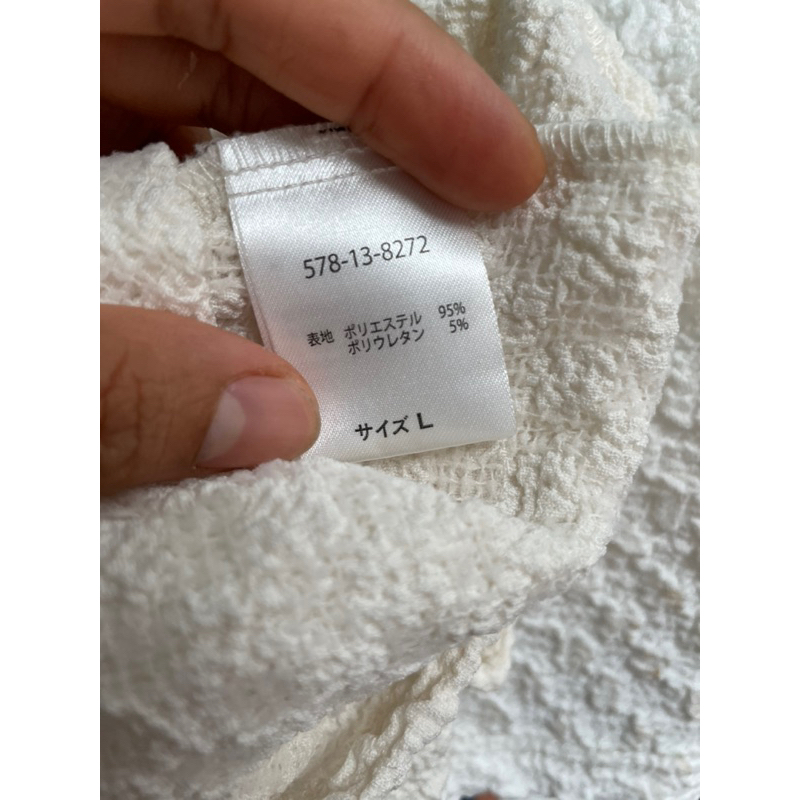 578-13-8272
表地 ポリエステル 95%
ポリウレタン 5%
サイズ L